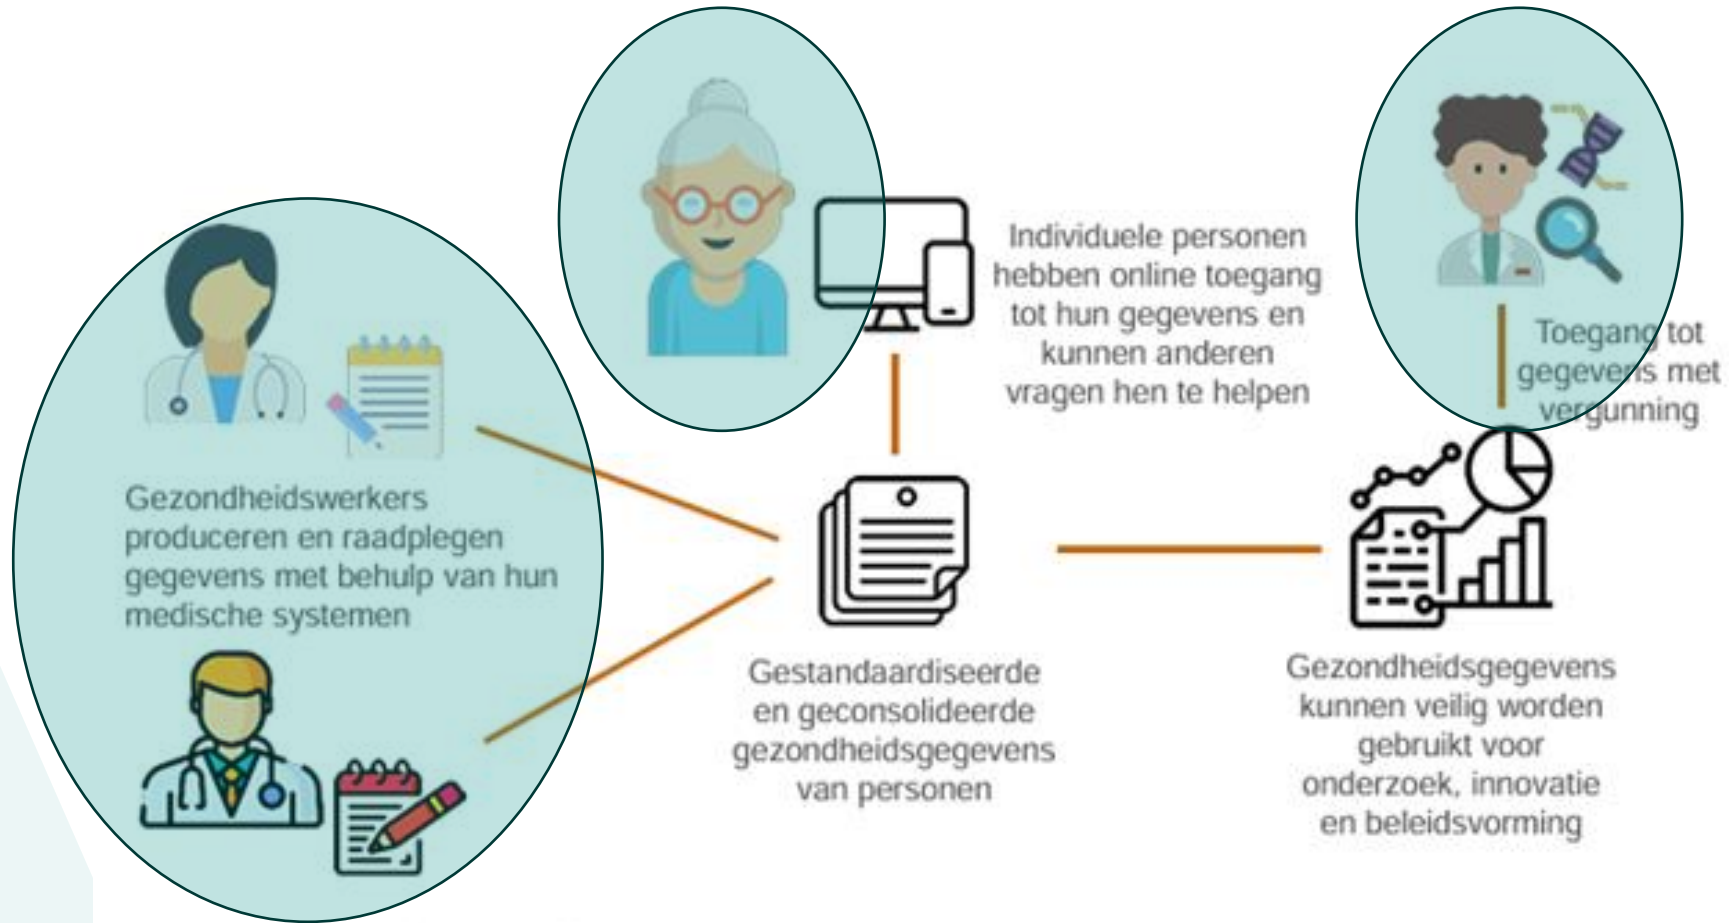 Individuele personen
hebben online toegang
tot hun gegevens en
kunnen anderen
vragen hen te helpen
Toegang tot
gegevens met
vergunning
Gezondheidswerkers
produceren en raadplegen
gegevens met behulp van hun
medische systemen
Gestandaardiseerde
en geconsolideerde
gezondheidsgegevens
van personen
Gezondheidsgegevens
kunnen veilig worden
gebruikt voor
onderzoek, innovatie
en beleidsvorming